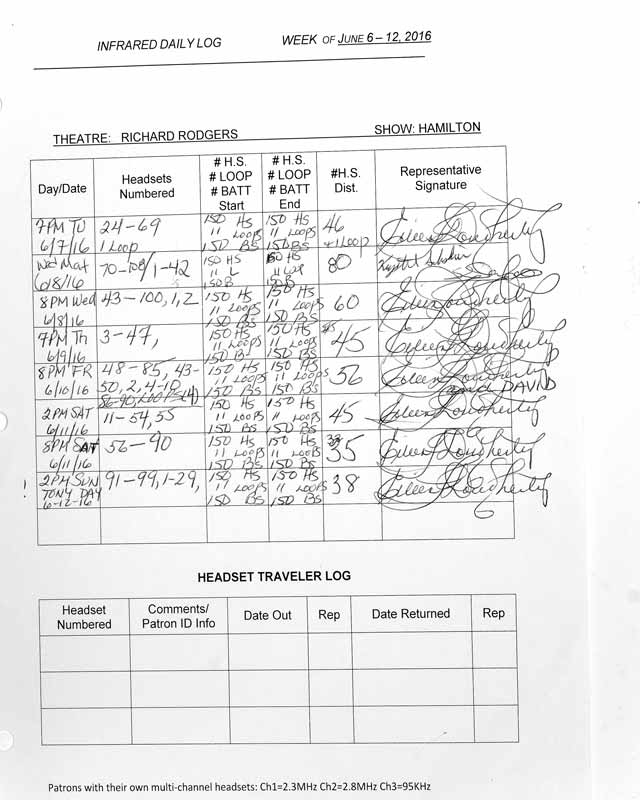 INFRARED DAILY LOG WEEK OF JUNE 6 – 12, 2016
THEATRE: RICHARD RODGERS SHOW: HAMILTON
Day/Date Headsets Numbered # H.S. # LOOP # BATT Start # H.S. # LOOP # BATT End #H.S. Dist. Representative Signature
7PM TU 24-69 150 HS 150 HS 46
6/7/16 1 Loop 11 LOOPS 11 LOOPS 1 Loop Eileen Dougherty
150 BS 150 BS
Wed Mat 70-108/1-42 150 HS 150 HS 80
6/8/16 11 L 11
150B 150B
8PM Wed 43-100, 1, 2 150 HS 150 HS 60 Eileen Dougherty
6/8/16 11 LOOPS 11 LOOPS
150 BS 150 BS
7PM Th 3-47, 150 HS 150 HS 45 Eileen Dougherty
6/9/16 11 LOOPS 11 LOOPS
150 BS 150 BS
8PM FR 48-85, 43- 150 HS 150 HS 56 Eileen Dougherty
6/10/16 50, 2, 4-10 11 LOOPS 11 LOOPS and DAVID
86-90, LOOPS 150 BS 150 BS
2PM SAT 11-54, 55 150 HS 150 HS 45 Eileen Dougherty
6/11/16 11 LOOPS 11 LOOPS
150 BS 150 BS
8PM SAT 56-90 150 HS 150 HS 35 Eileen Dougherty
6/11/16 11 LOOPS 11 LOOPS
150 BS 150 BS
! 2PM SUN 91-99, 1-29, 150 HS 150 HS 38 Eileen Dougherty
TONY DAY 11 LOOPS 11 LOOPS
6-12-16 150 BS 150 BS
HEADSET TRAVELER LOG
Headset Numbered Comments/ Patron ID Info Date Out Rep Date Returned Rep
Patrons with their own multi-channel headsets: Ch1=2.3MHz Ch2=2.8MHz Ch3=95KHz